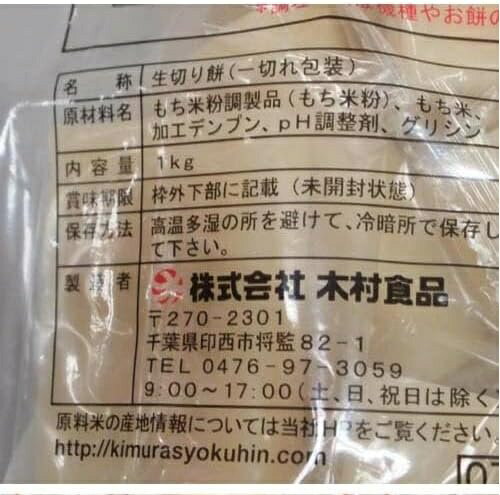 機種やお餅の
名称 生切り餅(一切れ包装)
原材料名 もち米粉調製品(もち米粉)、もち米、
加工デンプン、pH調整剤、グリシン
内容量 1kg
賞味期限 枠外下部に記載(未開封状態)
保存方法 高温多湿の所を避けて、冷暗所で保存し
て下さい。
製造者 株式会社 木村食品
〒270-2301
千葉県印西市将監82-1
TEL 0476-97-3059
9:00~17:00(土、日、祝日は除く
原料米の産地情報については当社HPをご覧ください。
http://kimurasyokuhin.com